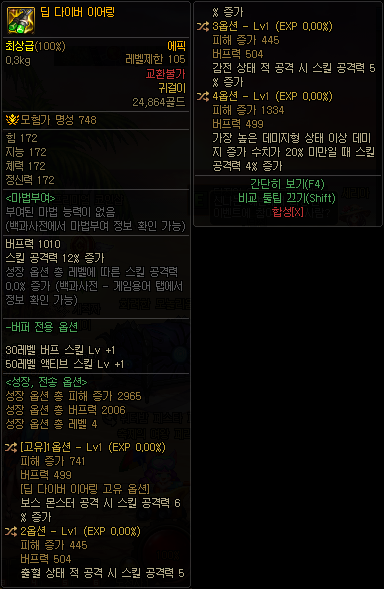 딥 다이버 이어링
최상급(100%) 에픽
0,3kg 레벨제한 105
교환불가
귀걸이
24,864골드
모험가 명성 748
힘 172
지능 172
체력 172
정신력 172
<마법부여>
부여된 마법 능력이 없음
(백과사전에서 마법부여 정보 확인 가능)
버프력 1010
스킬 공격력 12% 증가
성장 옵션 총 레벨에 따른 스킬 공격력
0,0% 증가 (백과사전 - 게임용어 탭에서
정보 확인 가능)
-버퍼 전용 옵션
30레벨 버프 스킬 Lv +1
50레벨 액티브 스킬 Lv +1
<성장, 전송 옵션>
성장 옵션 총 피해 증가 2965
성장 옵션 총 버프력 2006
성장 옵션 총 레벨 4
[고유]1옵션 - Lv1 (EXP 0,00%)
피해 증가 741
버프력 499
[딥 다이버 이어링 고유 옵션]
보스 몬스터 공격 시 스킬 공격력 6
% 증가
2옵션 - Lv1 (EXP 0,00%)
피해 증가 445
버프력 504
출혈 상태 적 공격 시 스킬 공격력 5
% 증가
3옵션 - Lv1 (EXP 0,00%)
피해 증가 445
버프력 504
감전 상태 적 공격 시 스킬 공격력 5
% 증가
4옵션 - Lv1 (EXP 0,00%)
피해 증가 1334
버프력 499
가장 높은 데미지형 상태 이상 데미
지 증가 수치가 20% 미만일 때 스킬
공격력 4% 증가
간단히 보기(F4)
비교 툴팁 끄기(Shift)
합성[X]